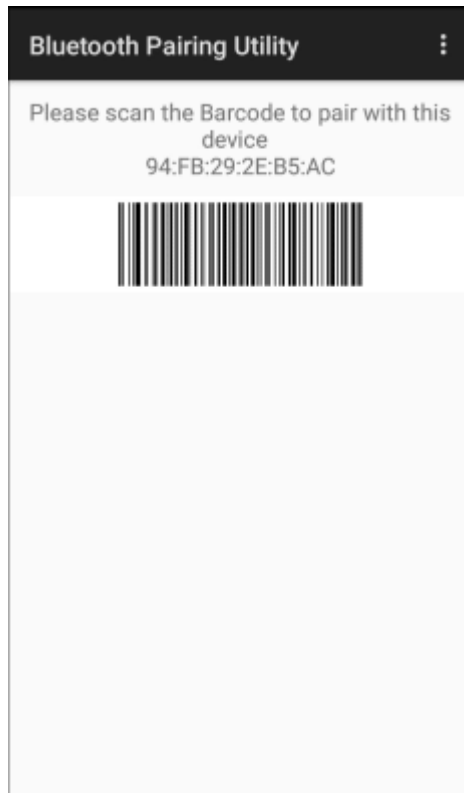 Bluetooth Pairing Utility
Please scan the Barcode to pair with this
device
94:FB:29:2E:B5:AC